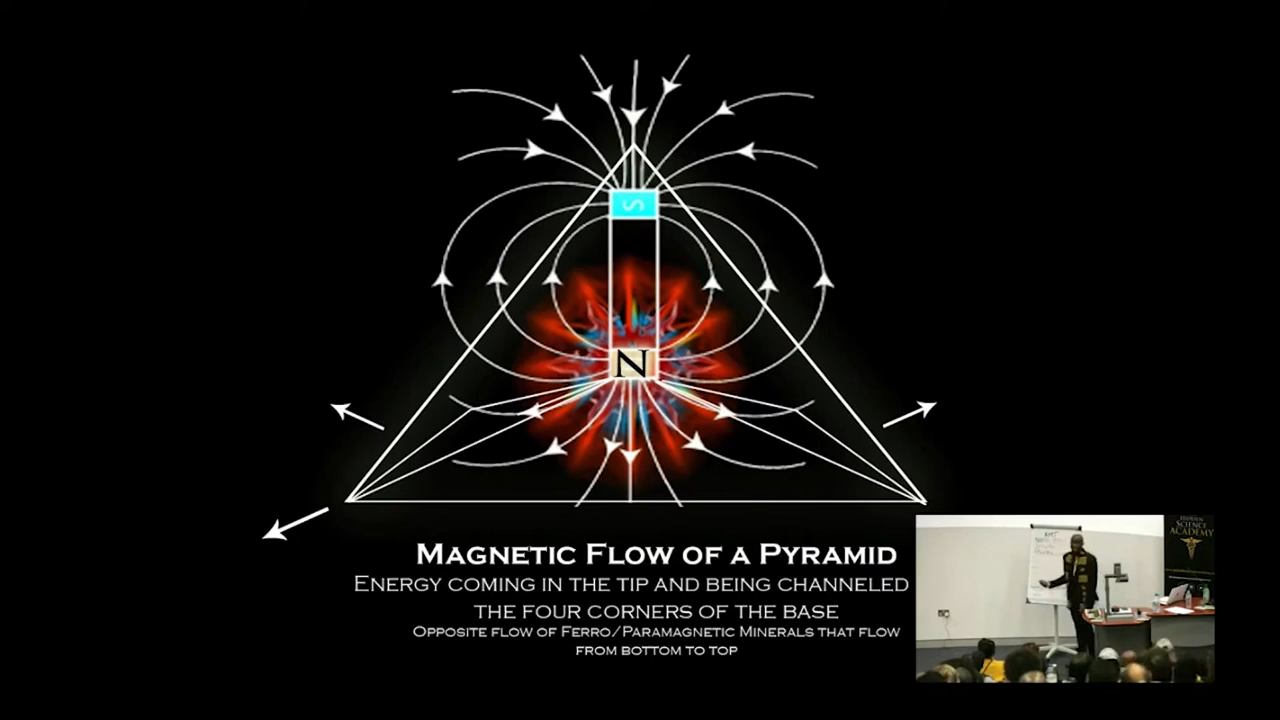 S
N
MAGNETIC FLOW OF A PYRAMID
ENERGY COMING IN THE TIP AND BEING CHANNELED
THE FOUR CORNERS OF THE BASE
OPPOSITE FLOW OF FERRO/PARAMAGNETIC MINERALS THAT FLOW
FROM BOTTOM TO TOP
SCIENCE
ACADEMY